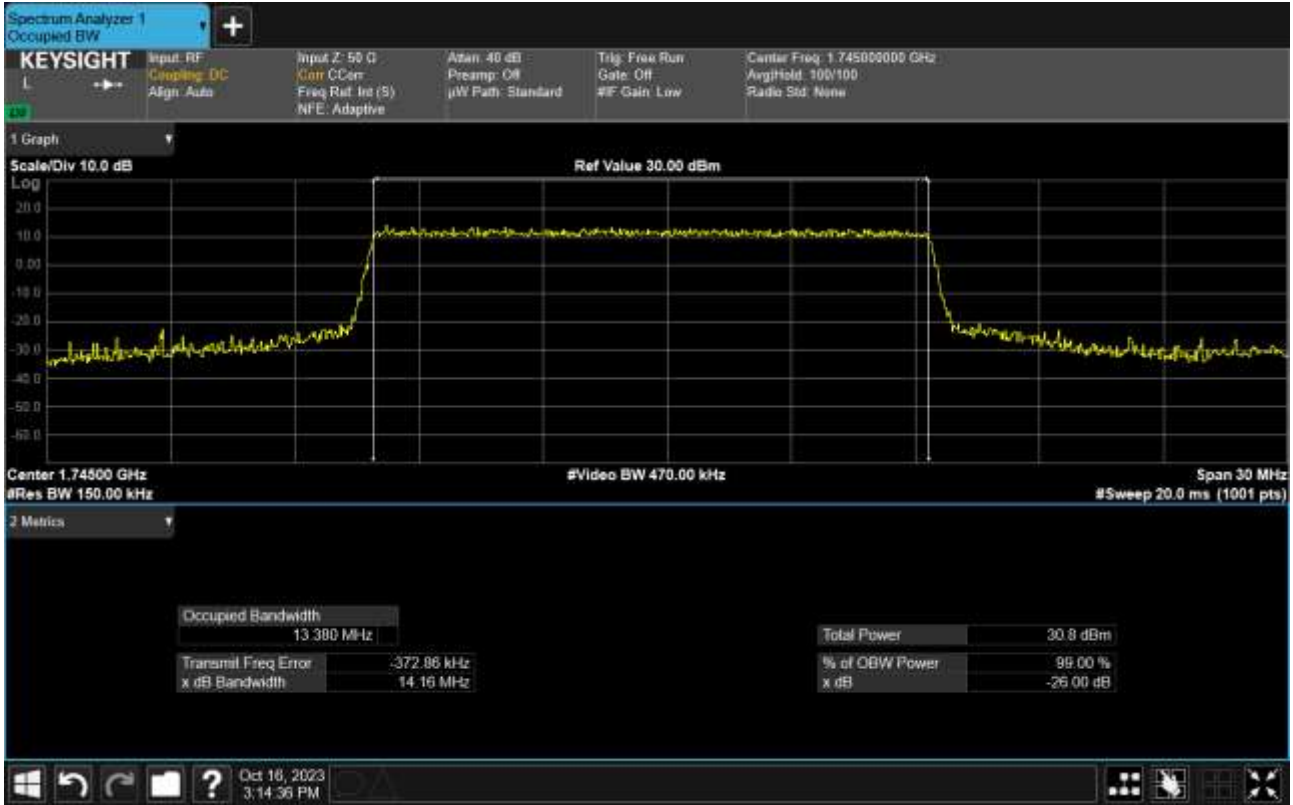 Spectrum Analyzer 1
Occupied BW
+
KEYSIGHT
L
Input: RF
Coupling: DC
Align: Auto
Input Z: 50 Ω
Corr CCorr
Freq Ref: Int (S)
NFE: Adaptive
Atten: 40 dB
Preamp: Off
µW Path: Standard
Trig: Free Run
Gate: Off
#IF Gain: Low
Center Freq: 1.745000000 GHz
Avg|Hold: 100/100
Radio Std: None
1 Graph
Scale/Div 10.0 dB
Ref Value 30.00 dBm
Log
20.0
10.0
0.00
-10.0
-20.0
-30.0
-40.0
-50.0
-60.0
Center 1.74500 GHz
#Video BW 470.00 kHz
Span 30 MHz
#Res BW 150.00 kHz
#Sweep 20.0 ms (1001 pts)
2 Metrics
Occupied Bandwidth
13.380 MHz
Total Power 30.8 dBm
Transmit Freq Error -372.86 kHz
% of OBW Power 99.00 %
x dB Bandwidth 14.16 MHz
x dB -26.00 dB
?
Oct 16, 2023
3:14:36 PM